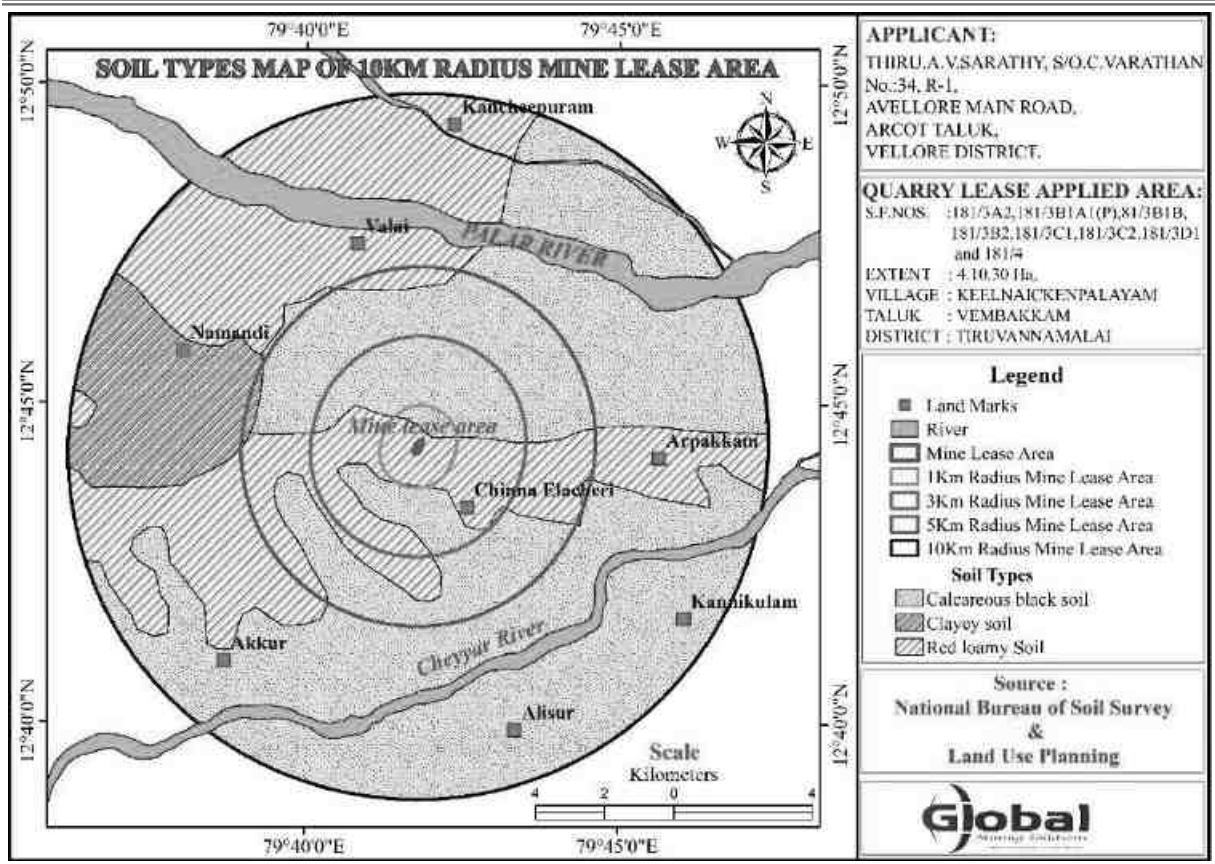 79°40'0"E
79°45'0"E
SOIL TYPES MAP OF 10KM RADIUS MINE LEASE AREA
12°50'0"N
12°50'0"N
Kancheepuram
N
W
E
S
Valai
PALAR RIVER
Namandi
12°45'0"N
12°45'0"N
Mine lease area
Arpakkam
Chinna Elacheri
Kannikulam
Akkur
Cheyyar River
Alisur
12°40'0"N
12°40'0"N
Scale
Kilometers
4 2 0 4
79°40'0"E
79°45'0"E
APPLICANT:
THIRU.A.V.SARATHY, S/O.C.VARATHAN
No.:34, R-1,
AVELLORE MAIN ROAD,
ARCOT TALUK,
VELLORE DISTRICT.
QUARRY LEASE APPLIED AREA:
S.F.NOS. :181/3A2,181/3B1A1(P),81/3B1B,
181/3B2,181/3C1,181/3C2,181/3D1
and 181/4
EXTENT : 4.10.30 Ha,
VILLAGE : KEELNAICKENPALAYAM
TALUK : VEMBAKKAM
DISTRICT : TIRUVANNAMALAI
Legend
Land Marks
River
Mine Lease Area
1Km Radius Mine Lease Area
3Km Radius Mine Lease Area
5Km Radius Mine Lease Area
10Km Radius Mine Lease Area
Soil Types
Calcareous black soil
Clayey soil
Red loamy Soil
Source :
National Bureau of Soil Survey
&
Land Use Planning
Global
Mining Solutions